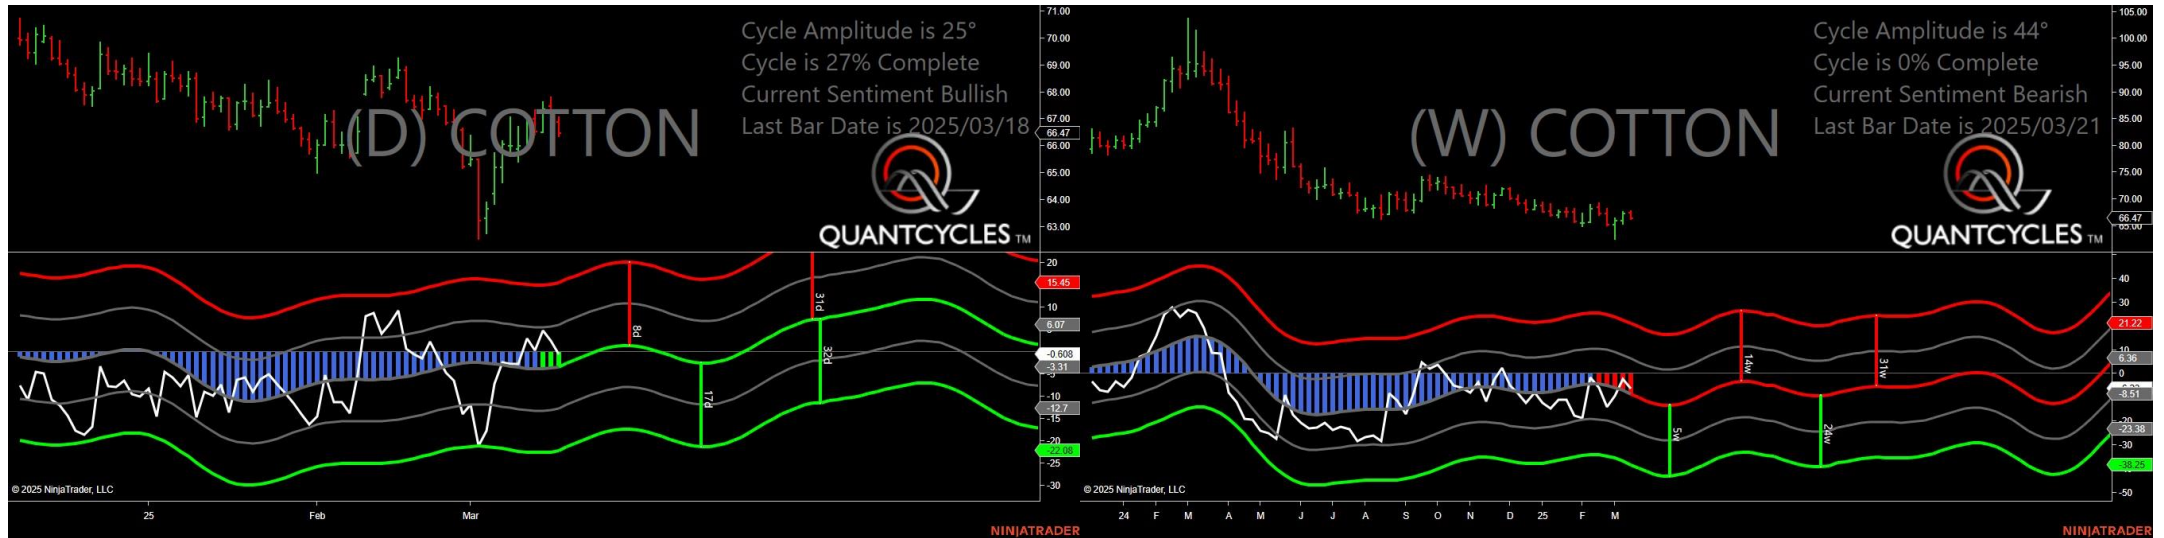 Cycle Amplitude is 25°
Cycle is 27% Complete
Current Sentiment Bullish
Last Bar Date is 2025/03/18
(D) COTTON
QUANTCYCLES TM
71.00
70.00
69.00
68.00
67.00
66.47
66.00
65.00
64.00
63.00
20
15.45
10
6.07
-0.608
-3.31
-10
-12.7
-15
-20
-22.08
-25
-30
8d
17d
31d
32d
© 2025 NinjaTrader, LLC
25
Feb
Mar
NINJATRADER
Cycle Amplitude is 44°
Cycle is 0% Complete
Current Sentiment Bearish
Last Bar Date is 2025/03/21
(W) COTTON
QUANTCYCLES TM
105.00
100.00
95.00
90.00
85.00
80.00
75.00
70.00
66.47
65.00
40
30
21.22
10
6.36
0
-8.51
-20
-23.38
-30
-38.25
-50
5w
14w
24w
31w
© 2025 NinjaTrader, LLC
24 F M A M J J A S O N D 25 F M
NINJATRADER